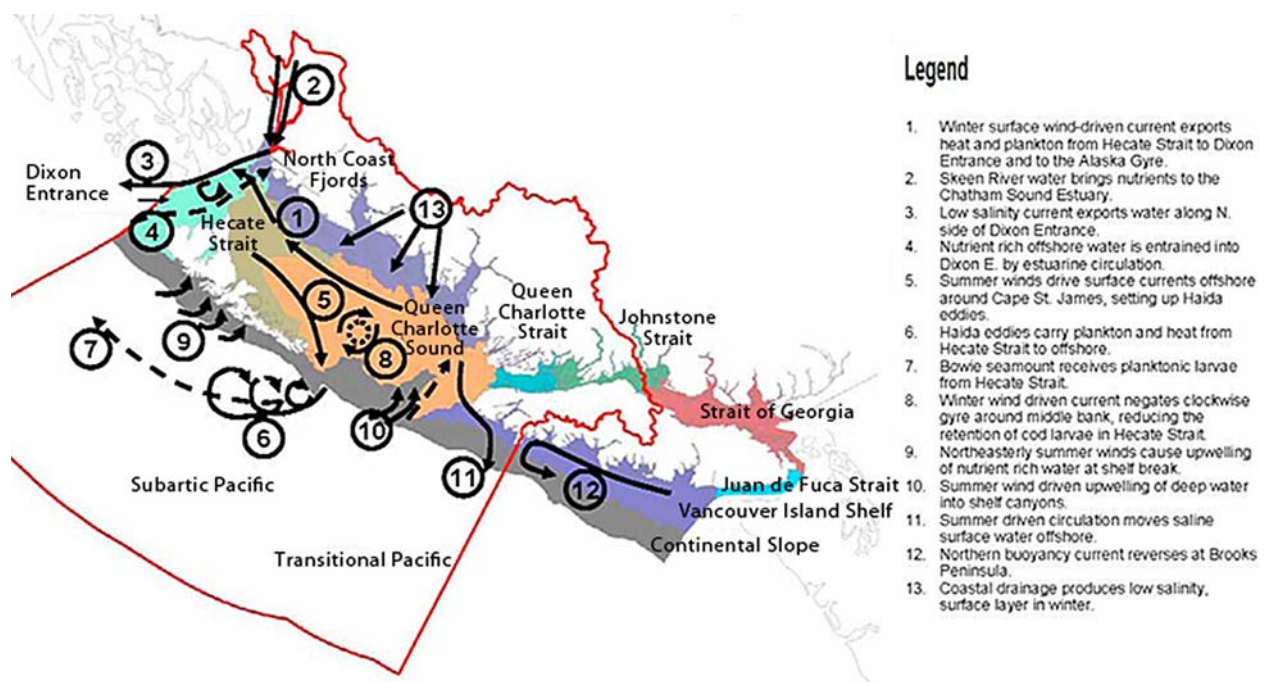 2
3
Dixon
Entrance
North Coast
Fjords
13
1
4
Hecate
Strait
5
Queen
Charlotte
Sound
Queen
Charlotte
Strait
Johnstone
Strait
7
9
8
Strait of Georgia
6
10
11
12
Subartic Pacific
Juan de Fuca Strait
Vancouver Island Shelf
Continental Slope
Transitional Pacific
Legend
1. Winter surface wind-driven current exports
heat and plankton from Hecate Strait to Dixon
Entrance and to the Alaska Gyre.
2. Skeen River water brings nutrients to the
Chatham Sound Estuary.
3. Low salinity current exports water along N.
side of Dixon Entrance.
4. Nutrient rich offshore water is entrained into
Dixon E. by estuarine circulation.
5. Summer winds drive surface currents offshore
around Cape St. James, setting up Haida
eddies.
6. Haida eddies carry plankton and heat from
Hecate Strait to offshore.
7. Bowie seamount receives planktonic larvae
from Hecate Strait.
8. Winter wind driven current negates clockwise
gyre around middle bank, reducing the
retention of cod larvae in Hecate Strait.
9. Northeasterly summer winds cause upwelling
of nutrient rich water at shelf break.
10. Summer wind driven upwelling of deep water
into shelf canyons.
11. Summer driven circulation moves saline
surface water offshore.
12. Northern buoyancy current reverses at Brooks
Peninsula.
13. Coastal drainage produces low salinity,
surface layer in winter.